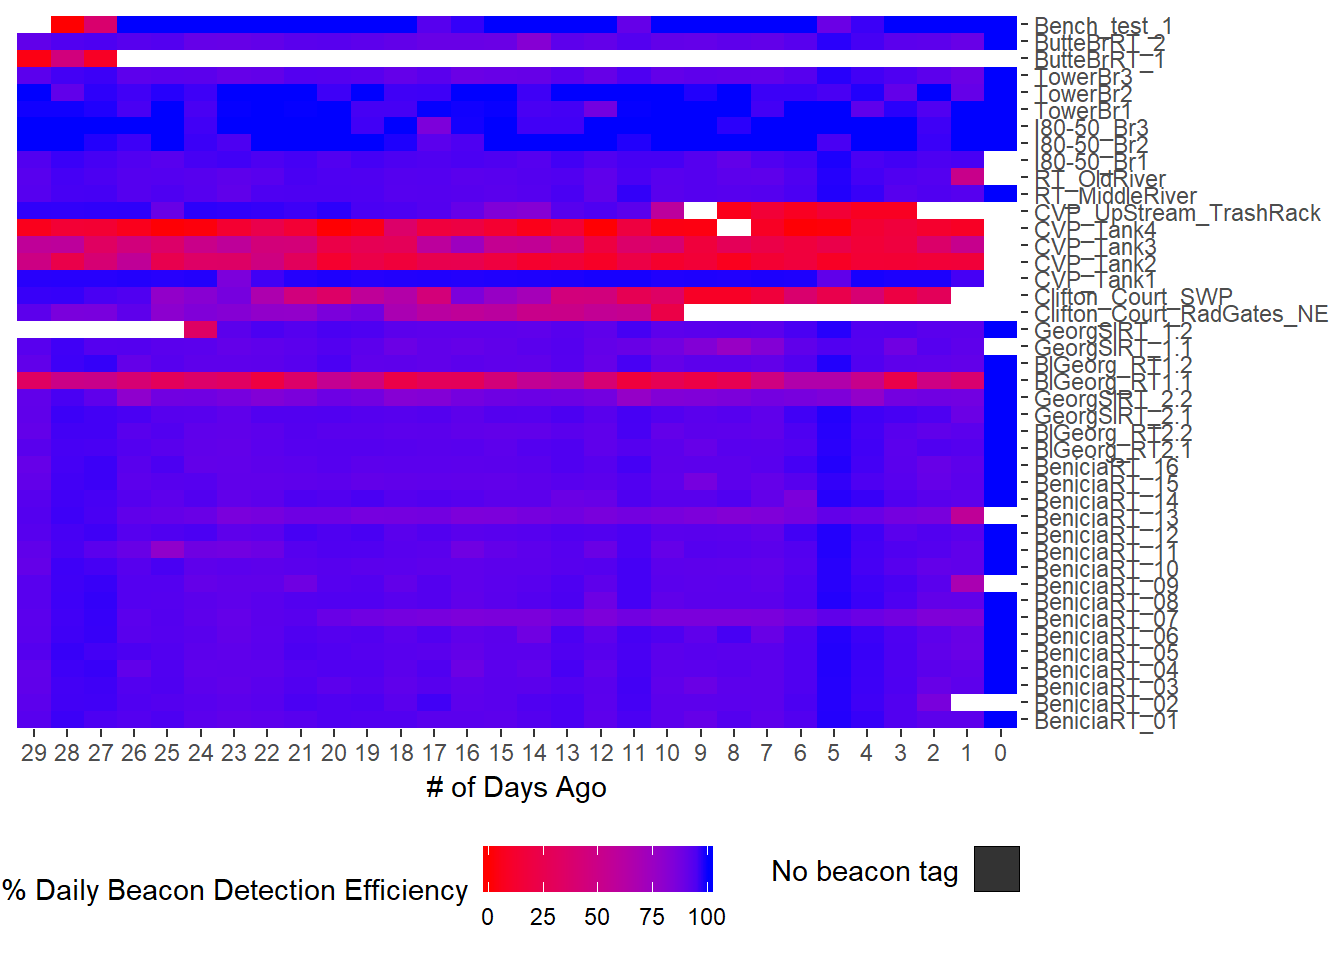 Bench_test_1
ButteBrRT_2
ButteBrRT_1
TowerBr3
TowerBr2
TowerBr1
I80-50_Br3
I80-50_Br2
I80-50_Br1
RT_OldRiver
RT_MiddleRiver
CVP_UpStream_TrashRack
CVP_Tank4
CVP_Tank3
CVP_Tank2
CVP_Tank1
Clifton_Court_SWP
Clifton_Court_RadGates_NE
GeorgSlRT_1.2
GeorgSlRT_1.1
BlGeorg_RT1.2
BlGeorg_RT1.1
GeorgSlRT_2.2
GeorgSlRT_2.1
BlGeorg_RT2.2
BlGeorg_RT2.1
BeniciaRT_16
BeniciaRT_15
BeniciaRT_14
BeniciaRT_13
BeniciaRT_12
BeniciaRT_11
BeniciaRT_10
BeniciaRT_09
BeniciaRT_08
BeniciaRT_07
BeniciaRT_06
BeniciaRT_05
BeniciaRT_04
BeniciaRT_03
BeniciaRT_02
BeniciaRT_01
29 28 27 26 25 24 23 22 21 20 19 18 17 16 15 14 13 12 11 10 9 8 7 6 5 4 3 2 1 0
# of Days Ago
% Daily Beacon Detection Efficiency
0 25 50 75 100
No beacon tag